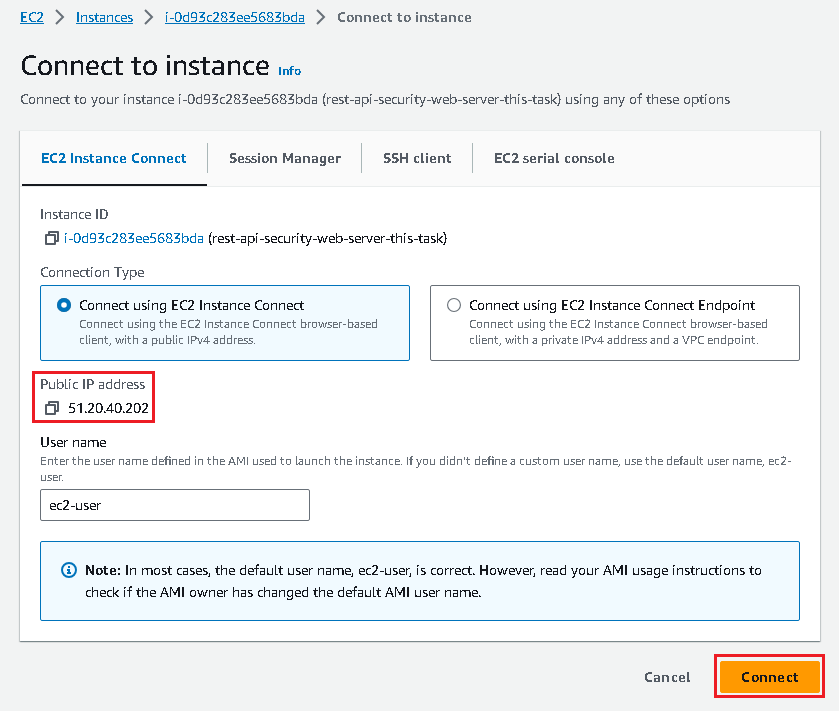 EC2 > Instances > i-0d93c283ee5683bda > Connect to instance
Connect to instance Info
Connect to your instance i-0d93c283ee5683bda (rest-api-security-web-server-this-task) using any of these options
EC2 Instance Connect Session Manager SSH client EC2 serial console
Instance ID
i-0d93c283ee5683bda (rest-api-security-web-server-this-task)
Connection Type
Connect using EC2 Instance Connect
Connect using the EC2 Instance Connect browser-based
client, with a public IPv4 address.
Connect using EC2 Instance Connect Endpoint
Connect using the EC2 Instance Connect browser-based
client, with a private IPv4 address and a VPC endpoint.
Public IP address
51.20.40.202
User name
Enter the user name defined in the AMI used to launch the instance. If you didn't define a custom user name, use the default user name, ec2-
user.
ec2-user
Note: In most cases, the default user name, ec2-user, is correct. However, read your AMI usage instructions to
check if the AMI owner has changed the default AMI user name.
Cancel Connect